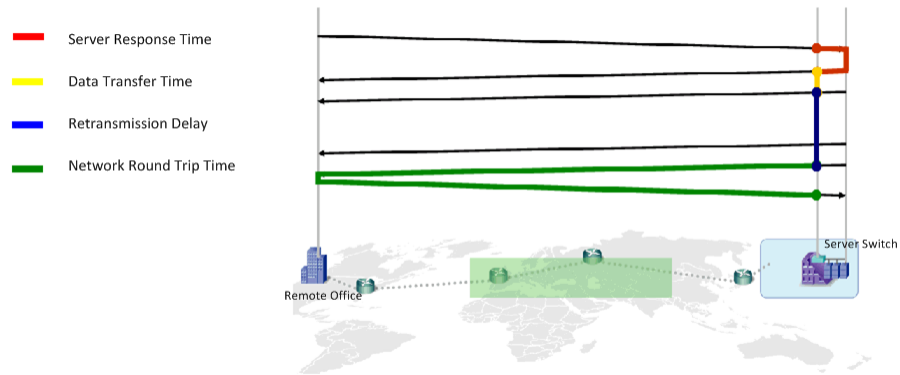 Server Response Time
Data Transfer Time
Retransmission Delay
Network Round Trip Time
Server Switch
Remote Office